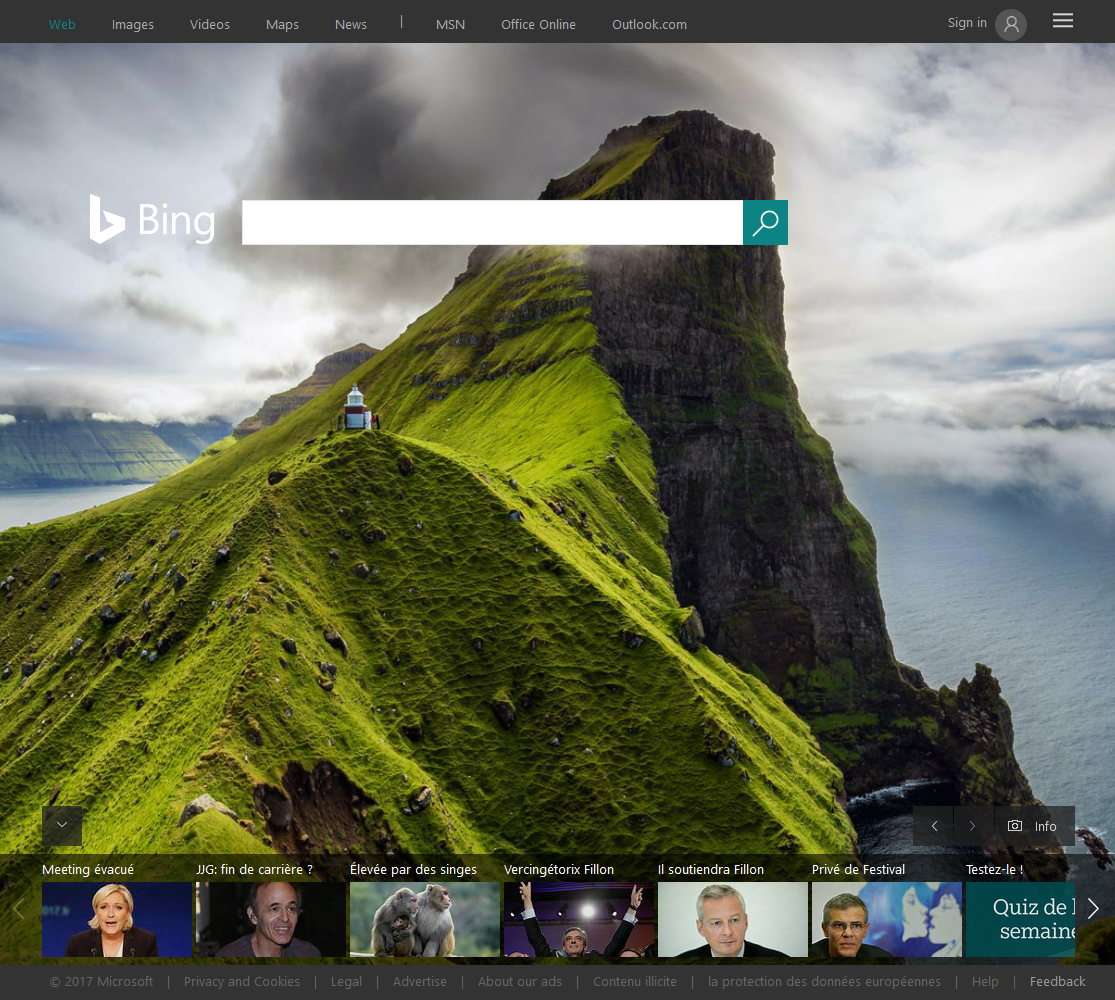 Web Images Videos Maps News | MSN Office Online Outlook.com Sign in
Bing
Info
Meeting évacué JJG: fin de carrière ? Élevée par des singes Vercingétorix Fillon Il soutiendra Fillon Privé de Festival Testez-le !
Quiz de l
semaine
© 2017 Microsoft | Privacy and Cookies | Legal | Advertise | About our ads | Contenu illicite | la protection des données européennes | Help | Feedback